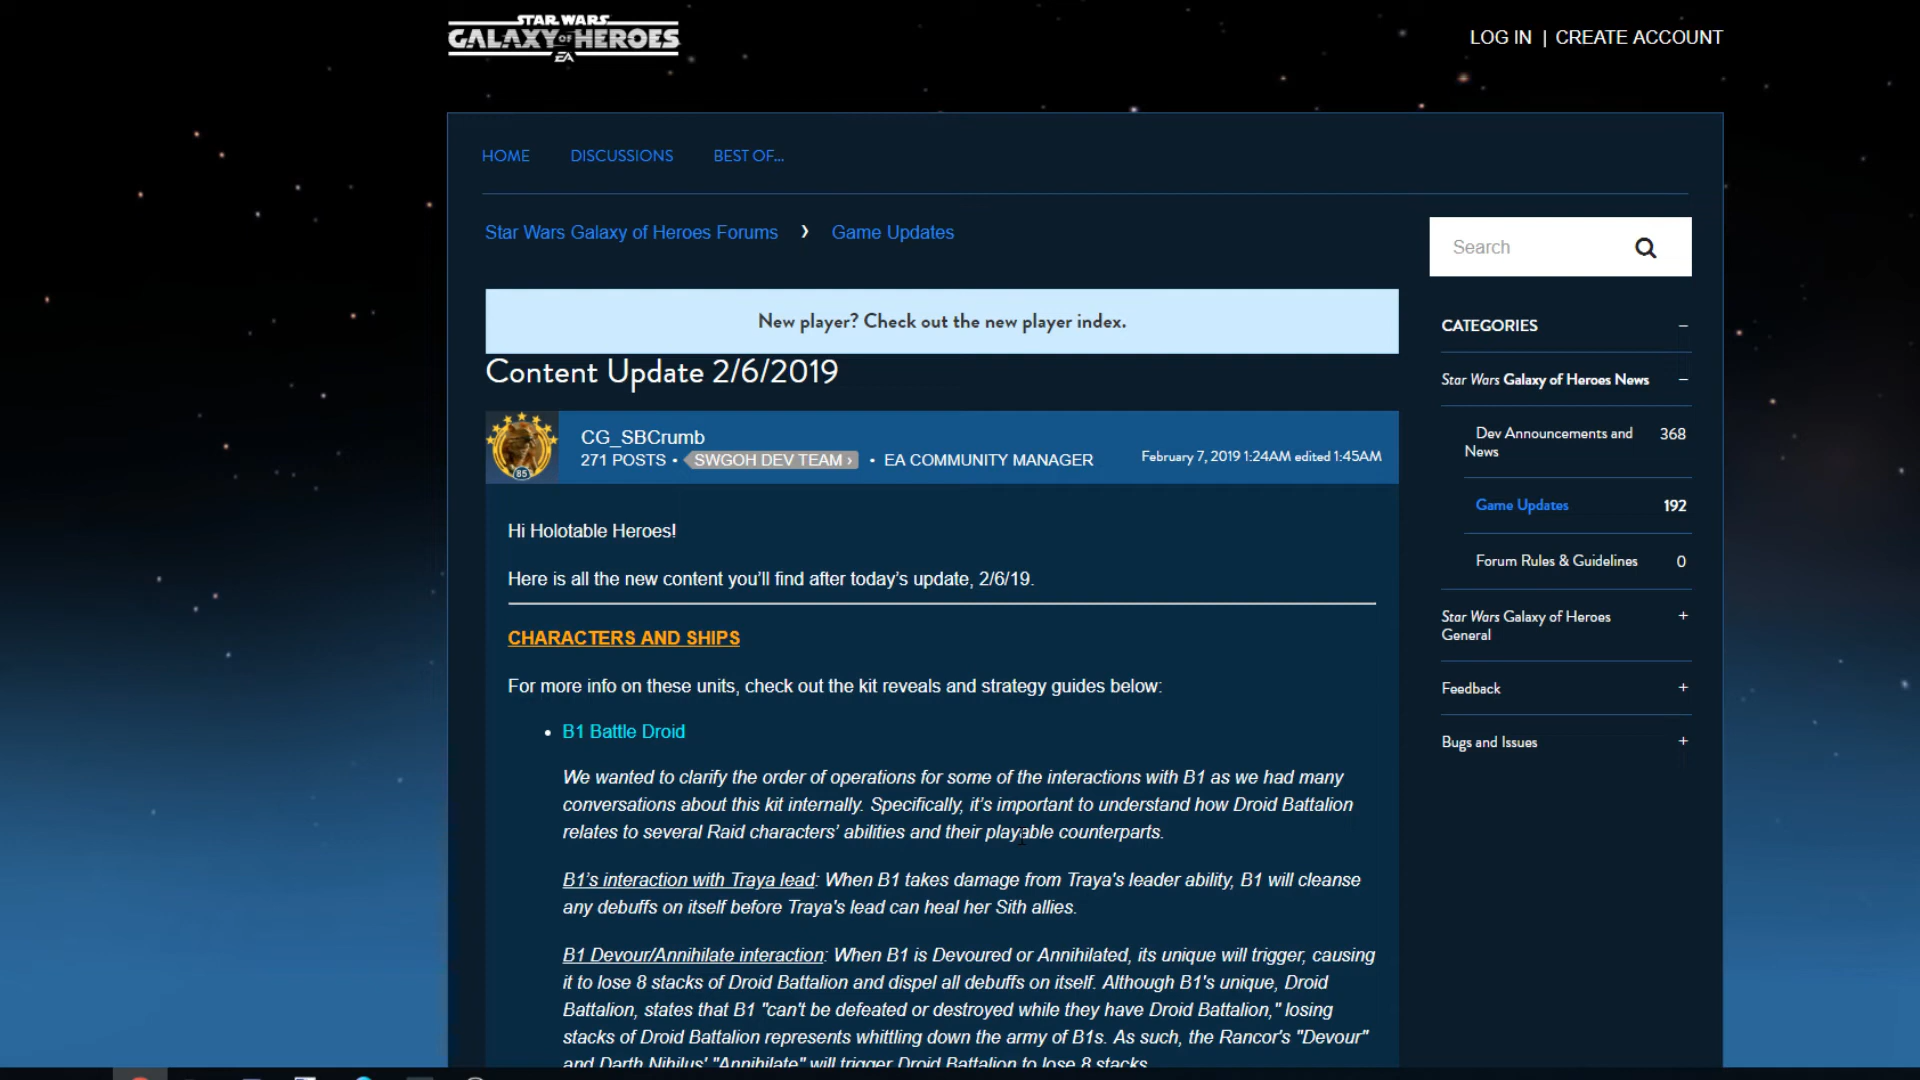 STAR WARS
GALAXY OF HEROES
EA
LOG IN | CREATE ACCOUNT
HOME DISCUSSIONS BEST OF...
Star Wars Galaxy of Heroes Forums › Game Updates
Search
New player? Check out the new player index.
Content Update 2/6/2019
CG_SBCrumb
271 POSTS • SWGOH DEV TEAM › • EA COMMUNITY MANAGER
February 7, 2019 1:24AM edited 1:45AM
85
Hi Holotable Heroes!
Here is all the new content you’ll find after today’s update, 2/6/19.
CHARACTERS AND SHIPS
For more info on these units, check out the kit reveals and strategy guides below:
• B1 Battle Droid
We wanted to clarify the order of operations for some of the interactions with B1 as we had many
conversations about this kit internally. Specifically, it’s important to understand how Droid Battalion
relates to several Raid characters’ abilities and their playable counterparts.
B1’s interaction with Traya lead: When B1 takes damage from Traya's leader ability, B1 will cleanse
any debuffs on itself before Traya's lead can heal her Sith allies.
B1 Devour/Annihilate interaction: When B1 is Devoured or Annihilated, its unique will trigger, causing
it to lose 8 stacks of Droid Battalion and dispel all debuffs on itself. Although B1's unique, Droid
Battalion, states that B1 "can't be defeated or destroyed while they have Droid Battalion," losing
stacks of Droid Battalion represents whittling down the army of B1s. As such, the Rancor's "Devour"
and Darth Nihilus' "Annihilate" will trigger Droid Battalion to lose 8 stacks.
CATEGORIES –
Star Wars Galaxy of Heroes News –
Dev Announcements and 368
News
Game Updates 192
Forum Rules & Guidelines 0
Star Wars Galaxy of Heroes +
General
Feedback +
Bugs and Issues +